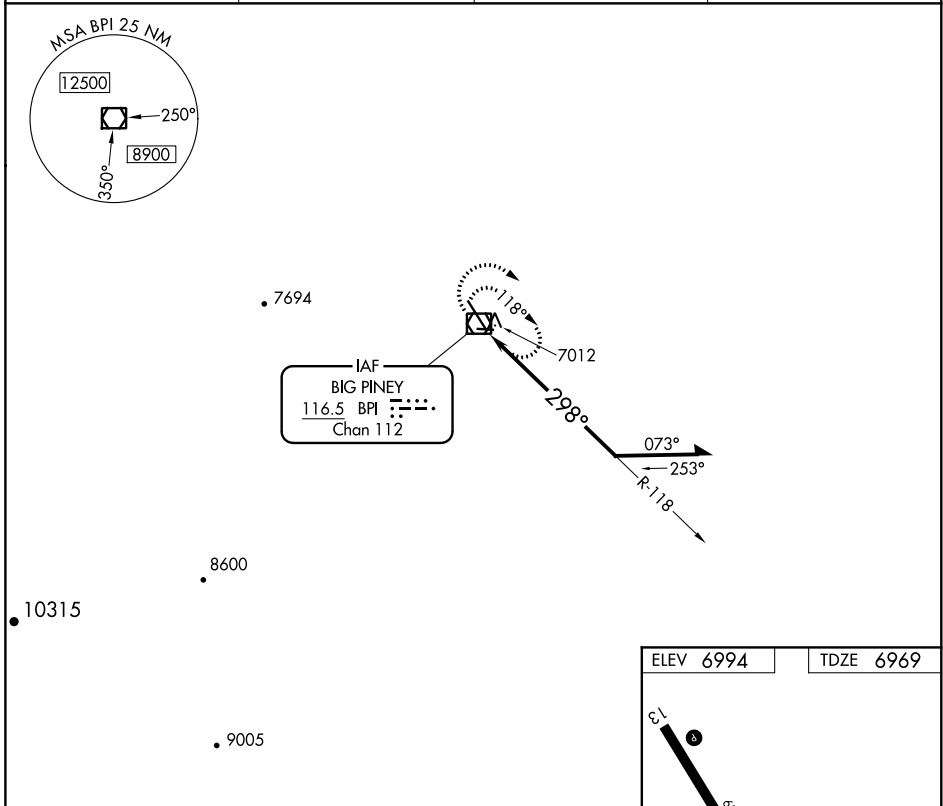 MSA BPI 25 NM
12500
250°
8900
350°
7694
118°
7012
IAF
BIG PINEY
116.5 BPI
Chan 112
298°
073°
253°
R-118
8600
10315
9005
ELEV 6994
TDZE 6969
13
P